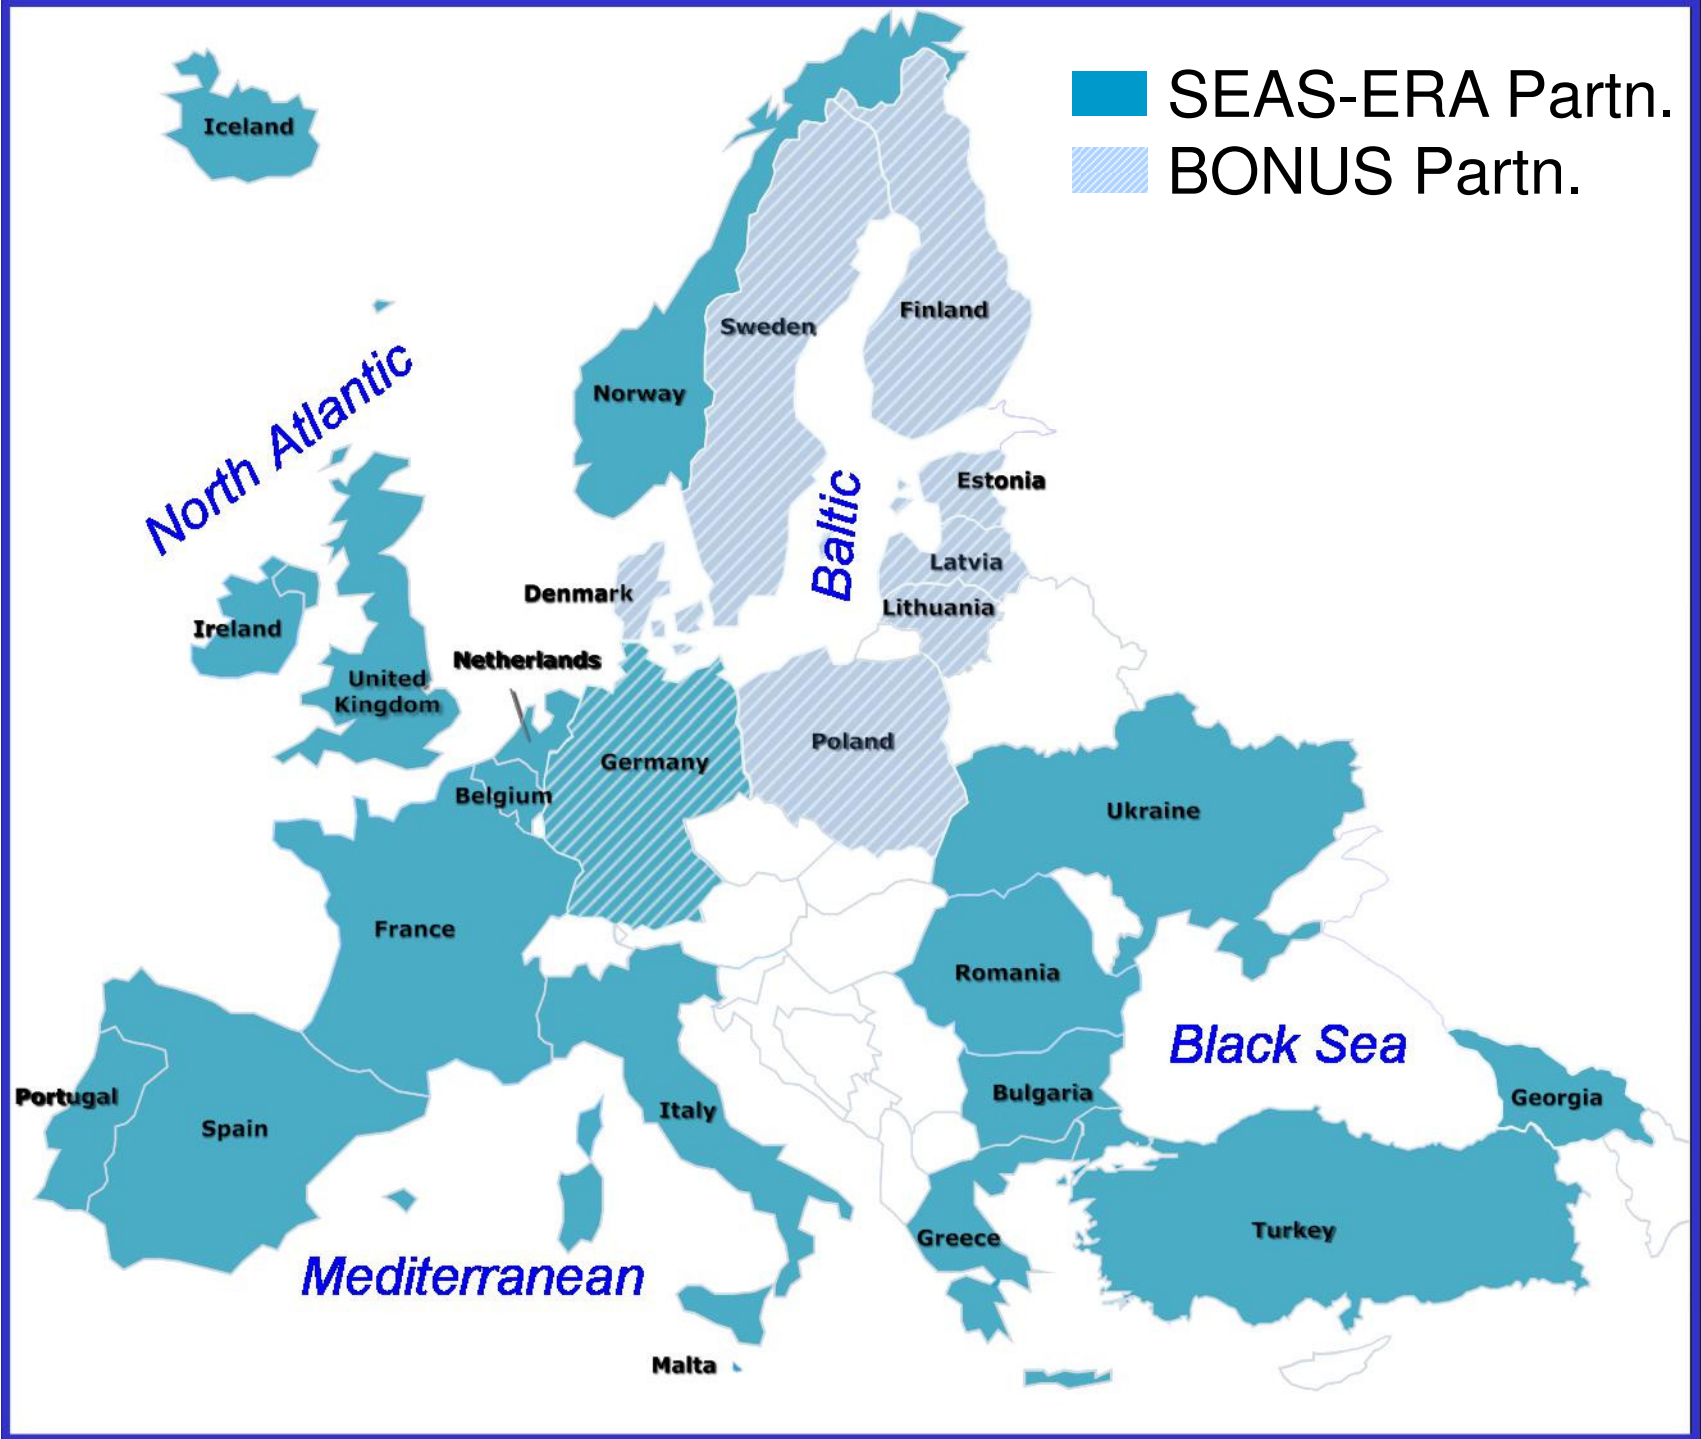 SEAS-ERA Partn.
BONUS Partn.
Iceland
Finland
Sweden
Norway
North Atlantic
Estonia
Baltic
Latvia
Denmark
Lithuania
Ireland
Netherlands
United
Kingdom
Poland
Germany
Belgium
Ukraine
France
Romania
Black Sea
Bulgaria
Portugal
Georgia
Italy
Spain
Turkey
Greece
Mediterranean
Malta